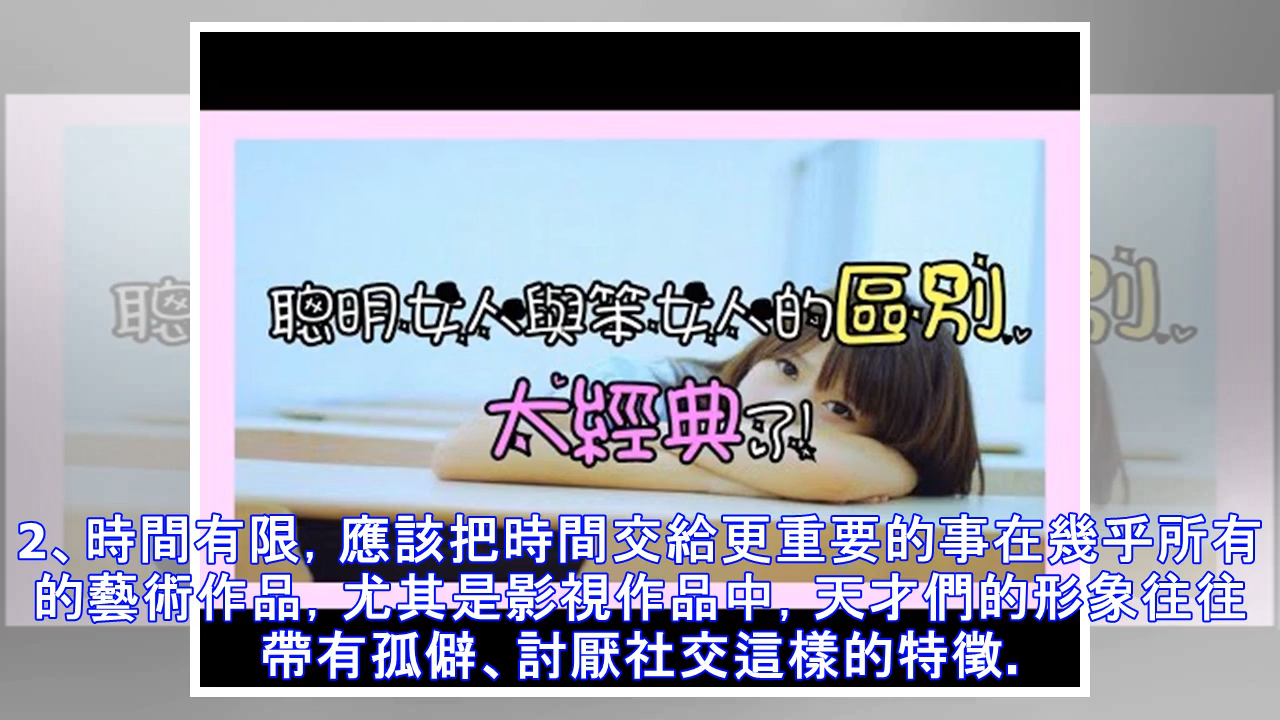 聰明女人與笨女人的區別
太經典了!
聰
別
2、時間有限, 應該把時間交給更重要的事在幾乎所有
的藝術作品, 尤其是影視作品中, 天才們的形象往往
帶有孤僻、討厭社交這樣的特徵.